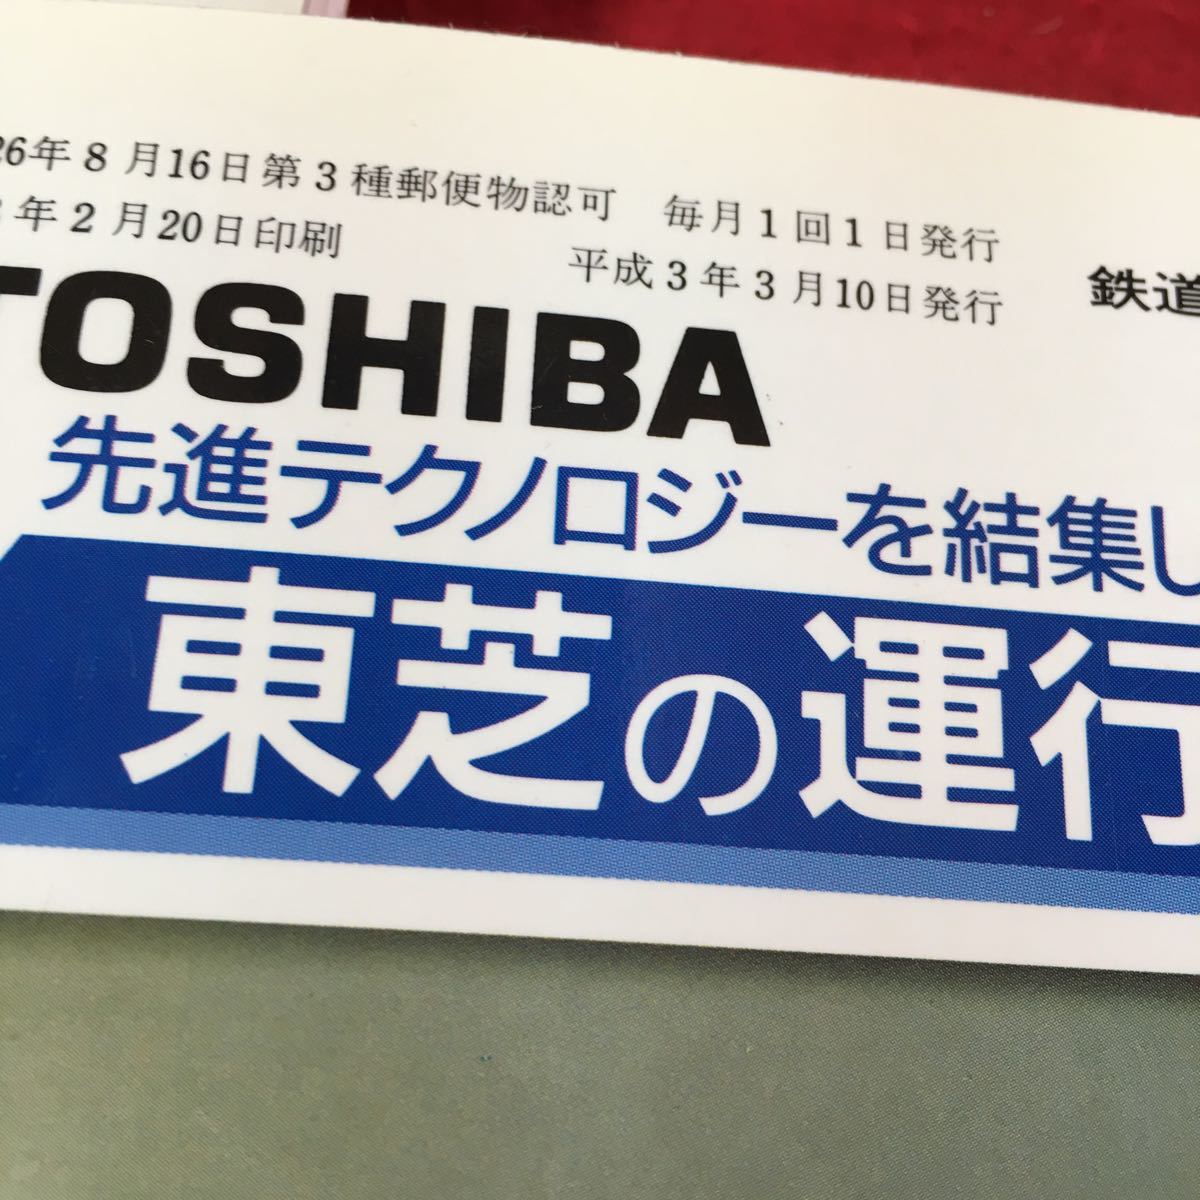 26年8月16日第3種郵便物認可 毎月1回1日発行
年2月20日印刷 平成3年3月10日発行 鉄道
TOSHIBA
先進テクノロジーを結集し
東芝の運行